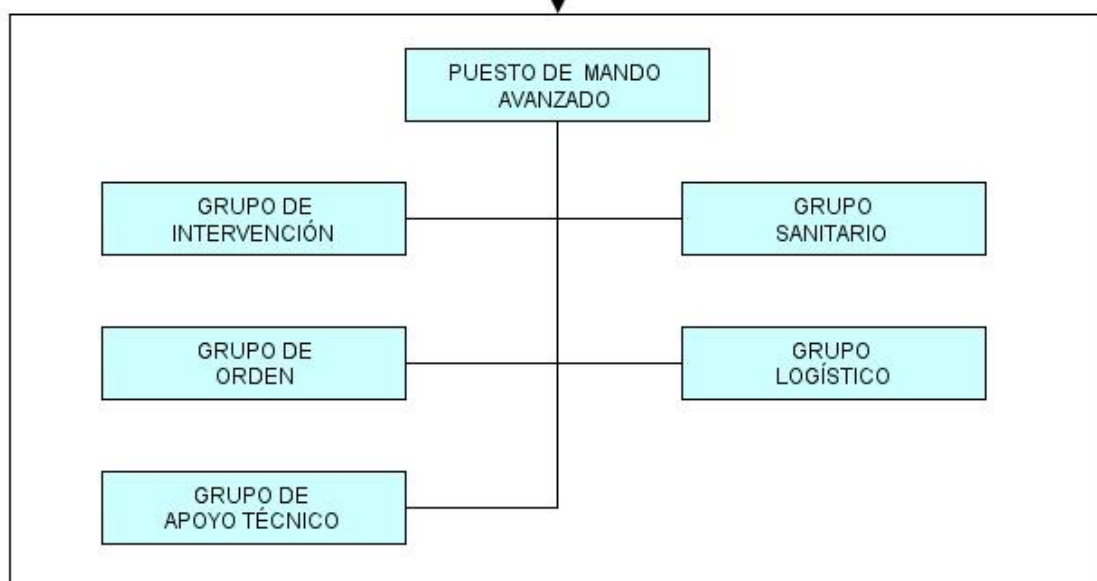 PUESTO DE MANDO
AVANZADO
GRUPO DE
INTERVENCIÓN
GRUPO
SANITARIO
GRUPO DE
ORDEN
GRUPO
LOGÍSTICO
GRUPO DE
APOYO TÉCNICO